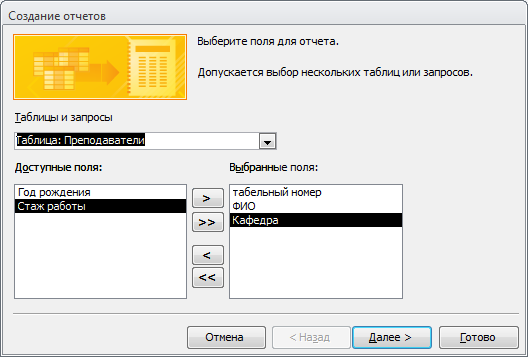 Создание отчетов
Выберите поля для отчета.
Допускается выбор нескольких таблиц или запросов.
Таблицы и запросы
Таблица: Преподаватели
Доступные поля:
Выбранные поля:
Год рождения
Стаж работы
>
>>
<
<<
табельный номер
ФИО
Кафедра
Отмена
< Назад
Далее >
Готово